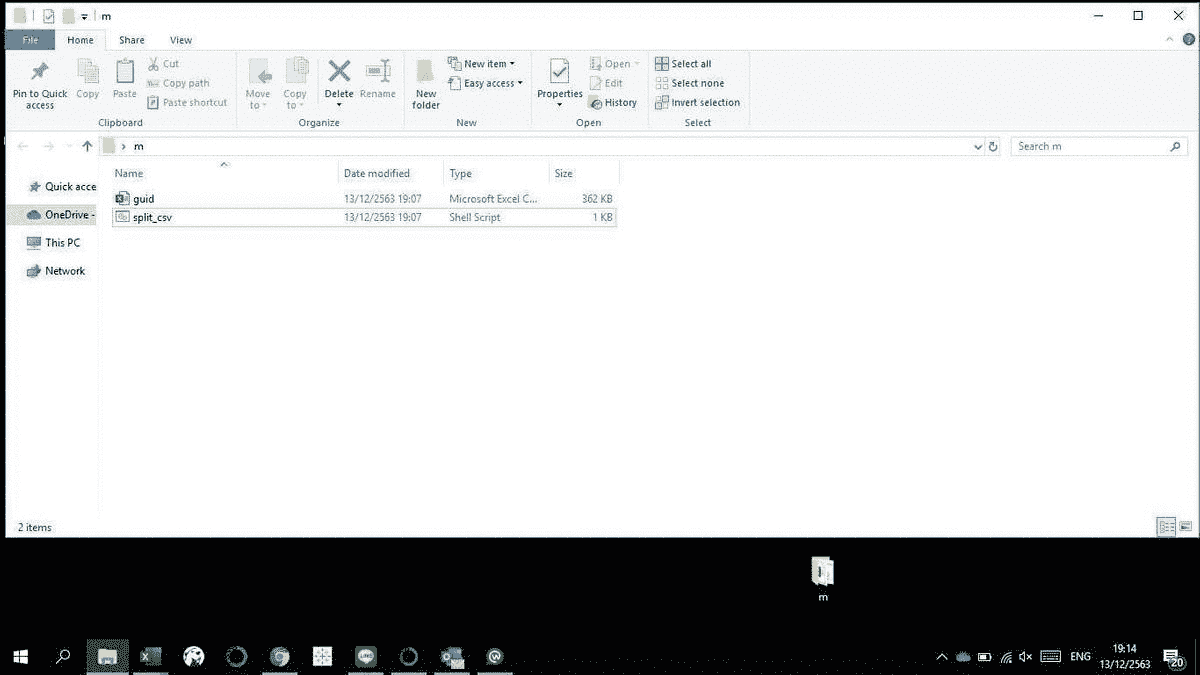 m
File Home Share View
Pin to Quick access
Copy
Paste
Cut
Copy path
Paste shortcut
Clipboard
Move to
Copy to
Delete
Rename
Organize
New folder
New item
Easy access
New
Properties
Open
Edit
History
Open
Select all
Select none
Invert selection
Select
m
Search m
Quick acce
OneDrive -
This PC
Network
Name Date modified Type Size
guid 13/12/2563 19:07 Microsoft Excel C... 362 KB
split_csv 13/12/2563 19:07 Shell Script 1 KB
2 items
m
ENG
19:14
13/12/2563
20